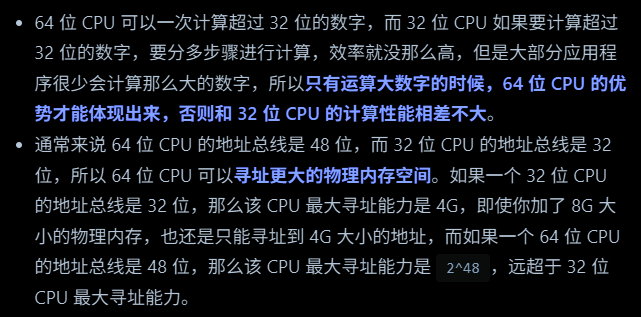 • 64 位 CPU 可以一次计算超过 32 位的数字，而 32 位 CPU 如果要计算超过
32 位的数字，要分多步骤进行计算，效率就没那么高，但是大部分应用程
序很少会计算那么大的数字，所以只有运算大数字的时候，64 位 CPU 的优
势才能体现出来，否则和 32 位 CPU 的计算性能相差不大。
• 通常来说 64 位 CPU 的地址总线是 48 位，而 32 位 CPU 的地址总线是 32
位，所以 64 位 CPU 可以寻址更大的物理内存空间。如果一个 32 位 CPU
的地址总线是 32 位，那么该 CPU 最大寻址能力是 4G，即使你加了 8G 大
小的物理内存，也还是只能寻址到 4G 大小的地址，而如果一个 64 位 CPU
的地址总线是 48 位，那么该 CPU 最大寻址能力是 2^48，远超于 32 位
CPU 最大寻址能力。